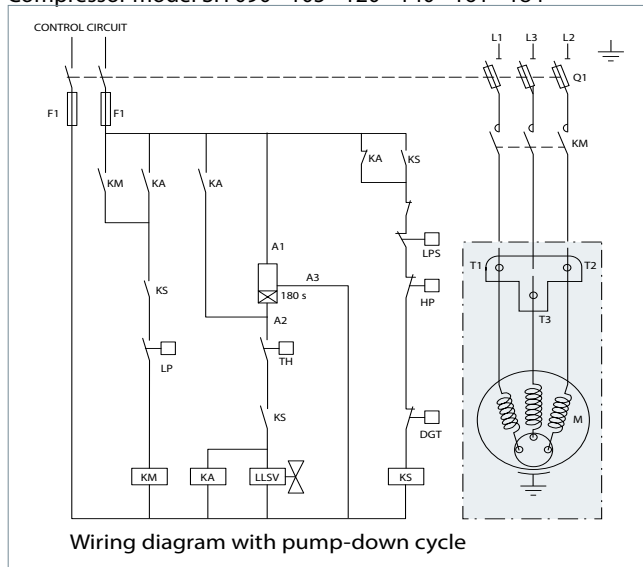 Compressor model SH 090 - 105 - 120 - 140 - 161 - 184
CONTROL CIRCUIT
L1 L3 L2
Q1
F1 F1
KM
KA KS
KM KA KA
LPS
A1
T1 T2
A3
KS HP
180 s
T3
A2
LP TH
KS DGT M
KM KA LLSV KS
Wiring diagram with pump-down cycle